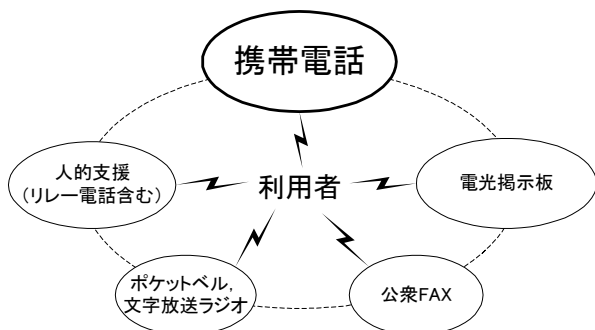 携帯電話
人的支援
（リレー電話含む）
利用者
電光掲示板
ポケットベル，
文字放送ラジオ
公衆FAX